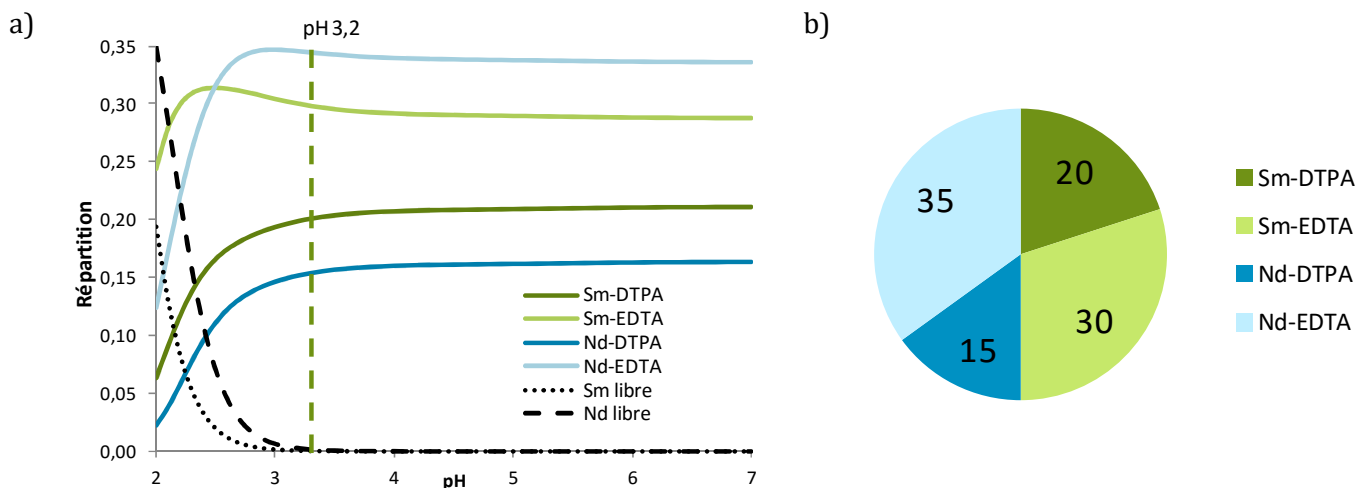 a)
pH 3,2
0,35
0,30
0,25
0,20
0,15
0,10
0,05
0,00
Répartition
2
3
4
5
6
7
pH
Sm-DTPA
Sm-EDTA
Nd-DTPA
Nd-EDTA
Sm libre
Nd libre
b)
20
35
30
15
Sm-DTPA
Sm-EDTA
Nd-DTPA
Nd-EDTA